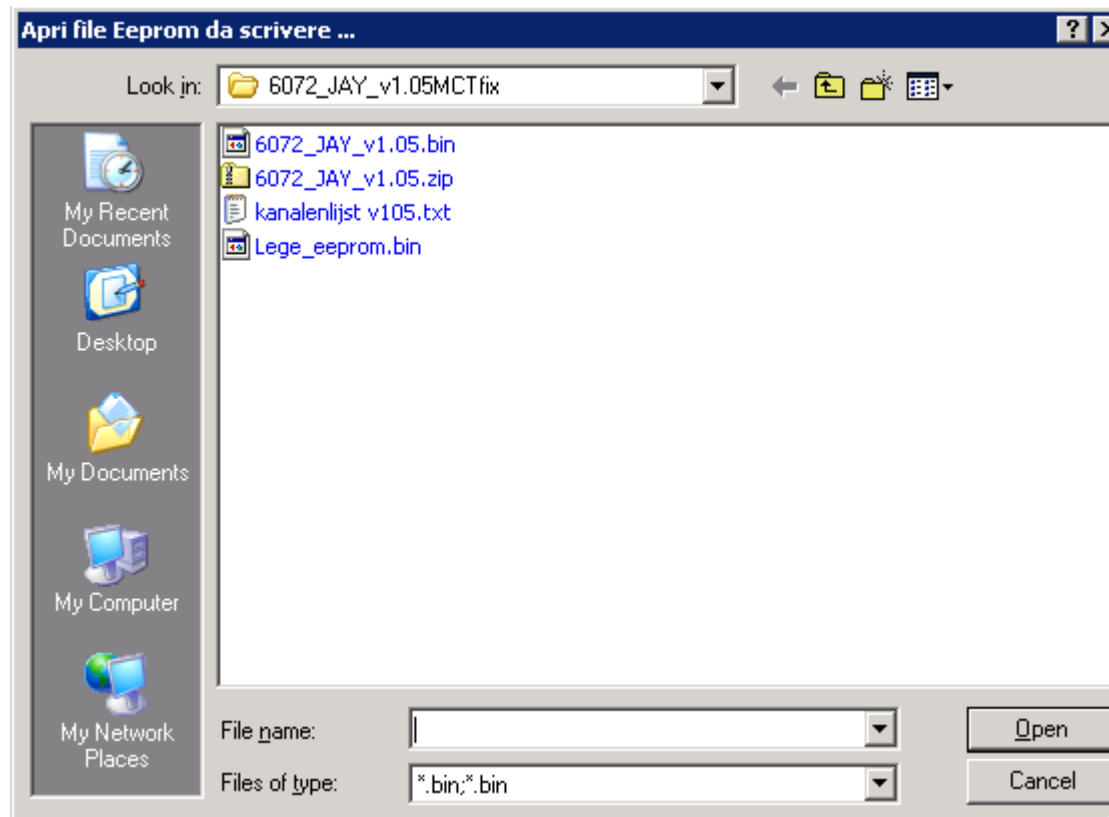 Apri file Eeprom da scrivere ...
Look in: 6072_JAY_v1.05MCTfix
My Recent
Documents
Desktop
My Documents
My Computer
My Network
Places
6072_JAY_v1.05.bin
6072_JAY_v1.05.zip
kanalenlijst v105.txt
Lege_eeprom.bin
File name:
Open
Files of type: *.bin;*.bin
Cancel